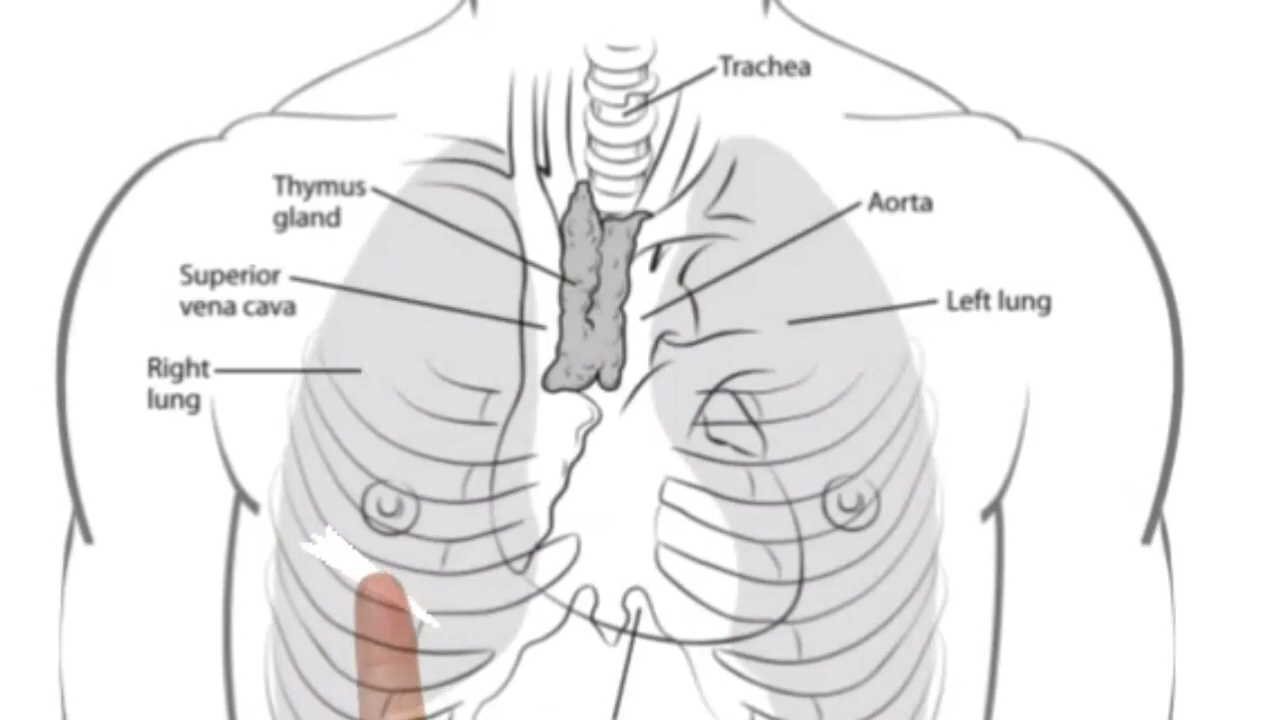 Trachea
Thymus
gland
Aorta
Superior
vena cava
Left lung
Right
lung